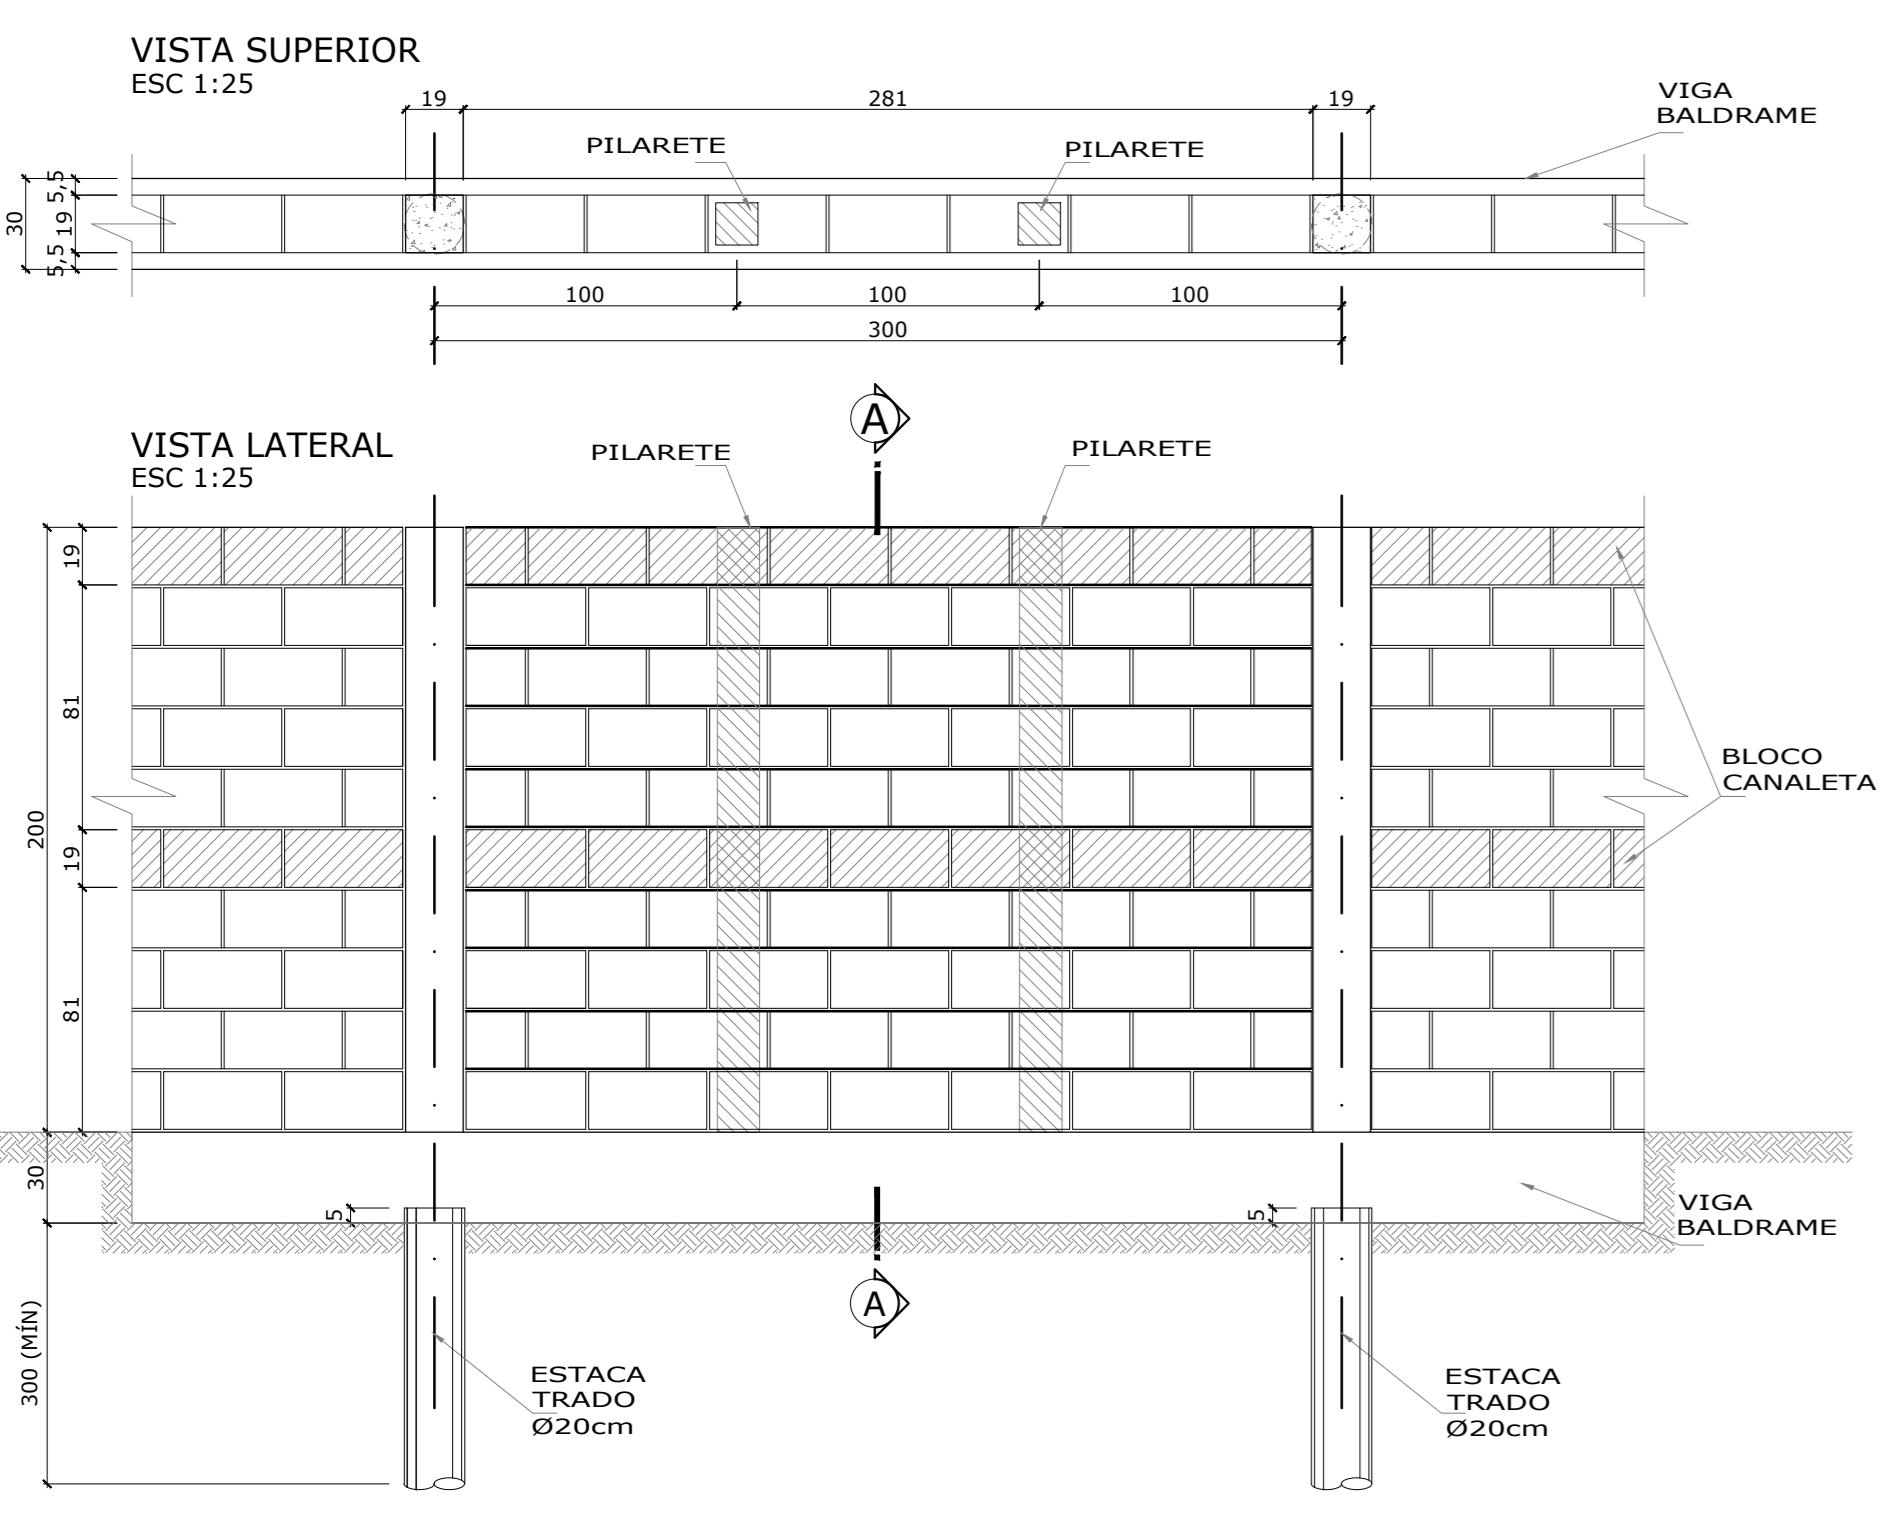 VISTA SUPERIOR
ESC 1:25
19
281
19
VIGA
BALDRAME
PILARETE
PILARETE
30
5,5
19
5,5
100
100
100
300
A
VISTA LATERAL
ESC 1:25
PILARETE
PILARETE
19
81
200
19
81
BLOCO
CANALETA
30
5
5
VIGA
BALDRAME
A
300 (MÍN)
ESTACA
TRADO
Ø20cm
ESTACA
TRADO
Ø20cm